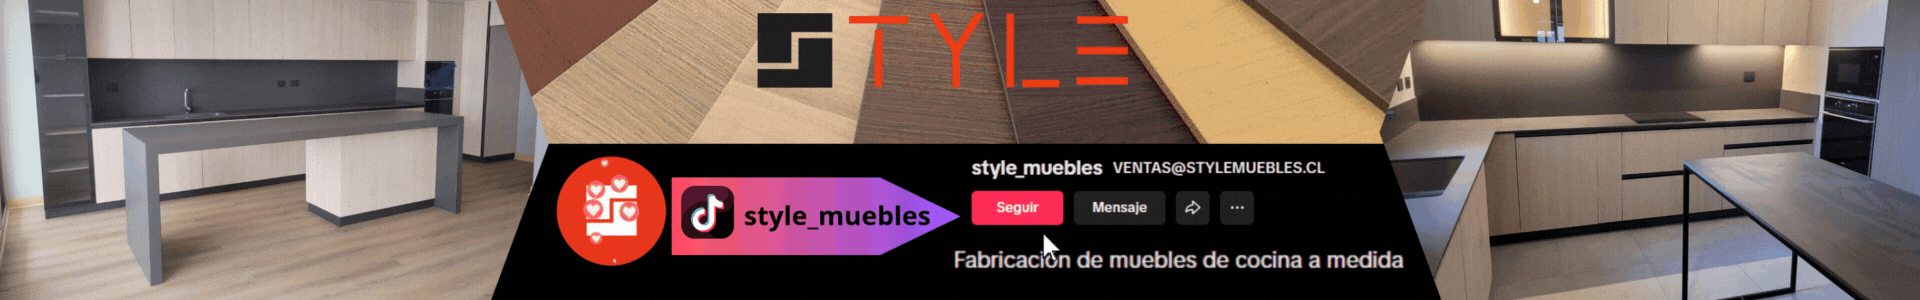 STYLE
style_muebles
style_muebles VENTAS@STYLEMUEBLES.CL
Seguir Mensaje
Fabricación de muebles de cocina a medida